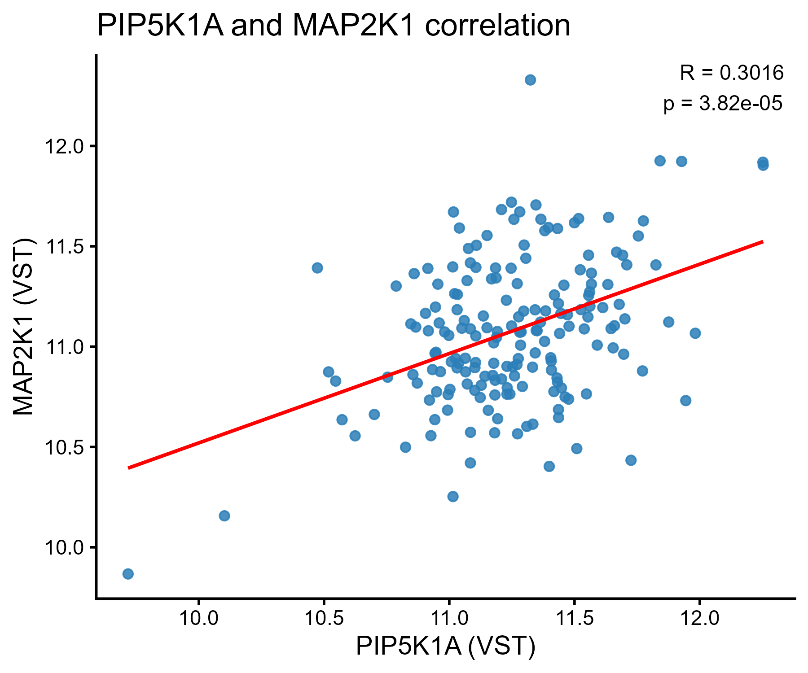 PIP5K1A and MAP2K1 correlation
R = 0.3016
p = 3.82e-05
12.0
11.5
11.0
10.5
10.0
MAP2K1 (VST)
10.0 10.5 11.0 11.5 12.0
PIP5K1A (VST)